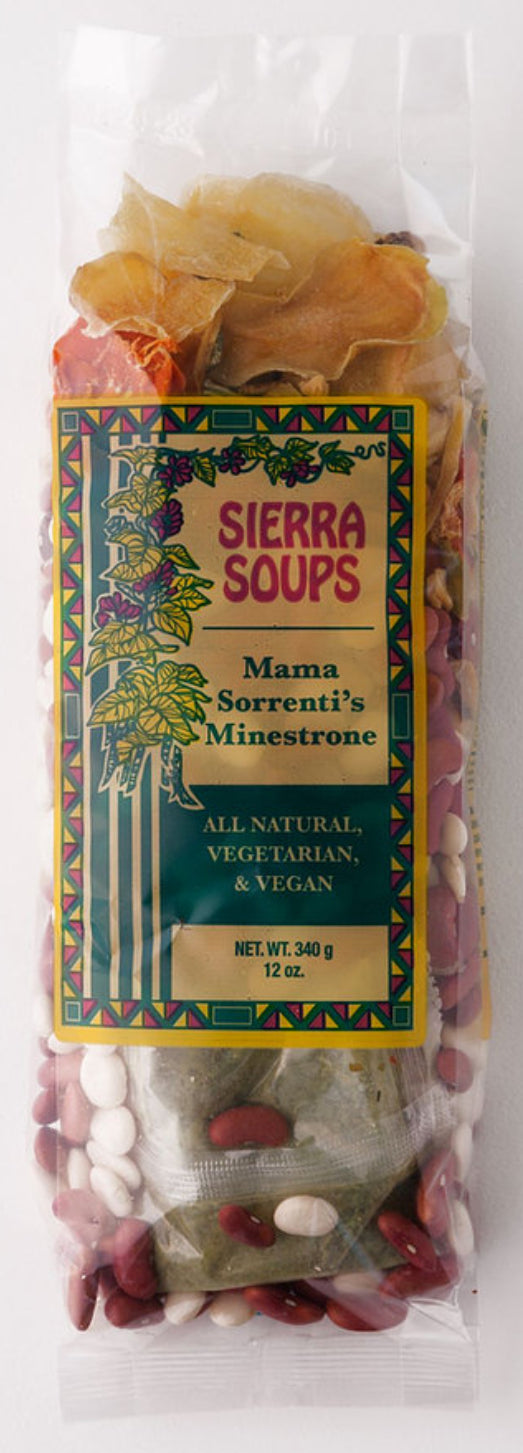 SIERRA
SOUPS
Mama
Sorrenti's
Minestrone
ALL NATURAL,
VEGETARIAN,
& VEGAN
NET. WT. 340 g
12 oz.